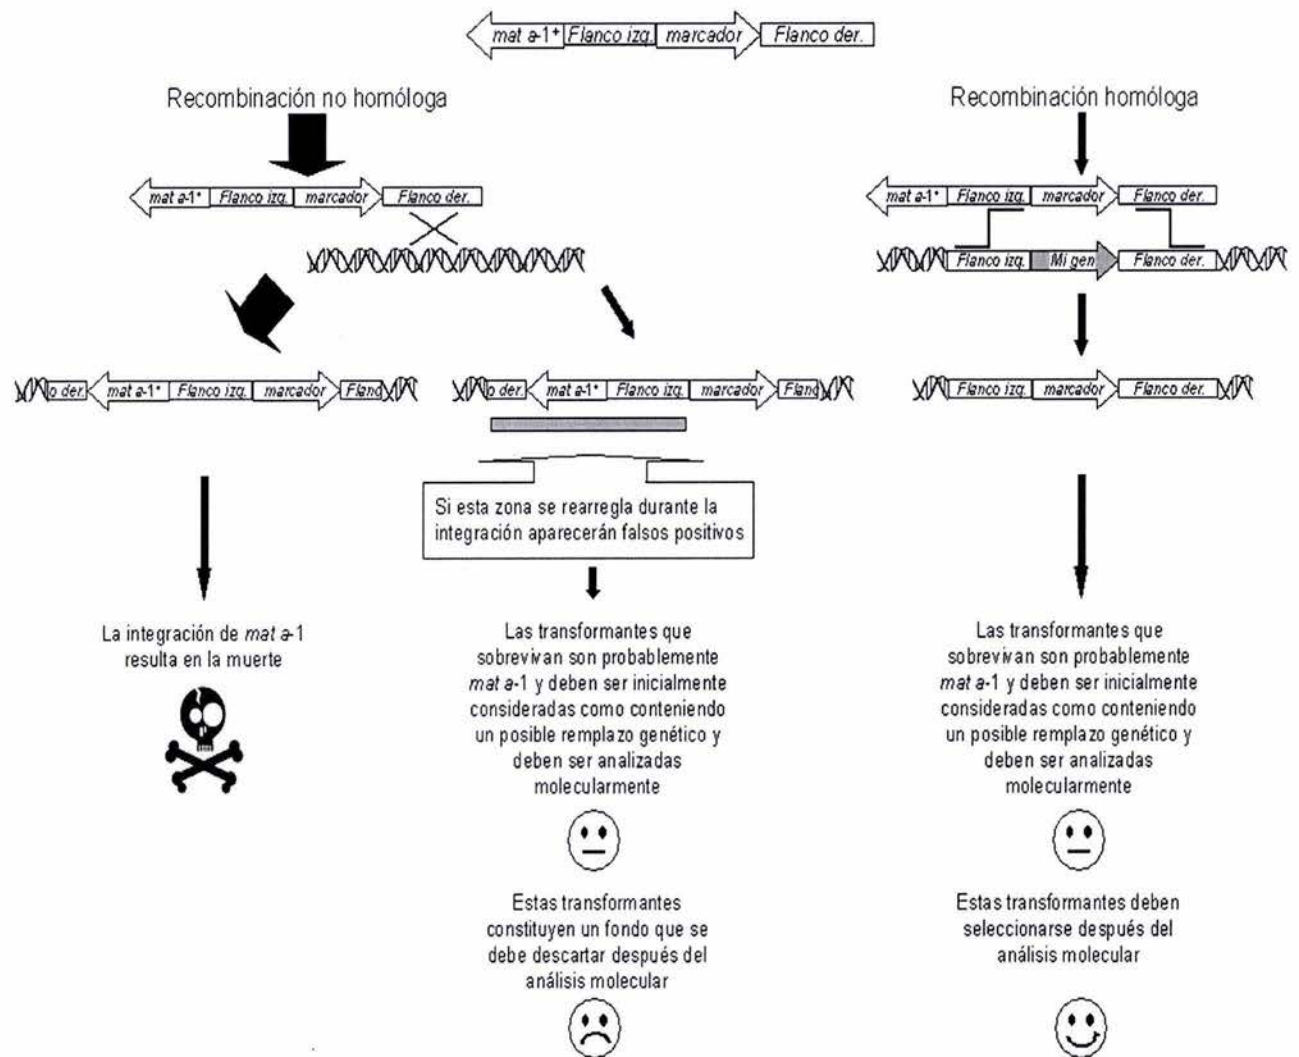 mat a-1+ Flanco izq. marcador Flanco der.
Recombinación no homóloga
Recombinación homóloga
mat a-1+ Flanco izq. marcador Flanco der.
mat a-1+ Flanco izq. marcador Flanco der.
Flanco izq. Mi gen Flanco der.
o der. mat a-1+ Flanco izq. marcador Flanc
o der. mat a-1+ Flanco izq. marcador Flanc
Flanco izq. marcador Flanco der.
Si esta zona se rearregla durante la
integración aparecerán falsos positivos
La integración de mat a-1
resulta en la muerte
Las transformantes que
sobrevivan son probablemente
mat a-1 y deben ser inicialmente
consideradas como conteniendo
un posible remplazo genético y
deben ser analizadas
molecularmente
Las transformantes que
sobrevivan son probablemente
mat a-1 y deben ser inicialmente
consideradas como conteniendo
un posible remplazo genético y
deben ser analizadas
molecularmente
Estas transformantes
constituyen un fondo que se
debe descartar después del
análisis molecular
Estas transformantes deben
seleccionarse después del
análisis molecular